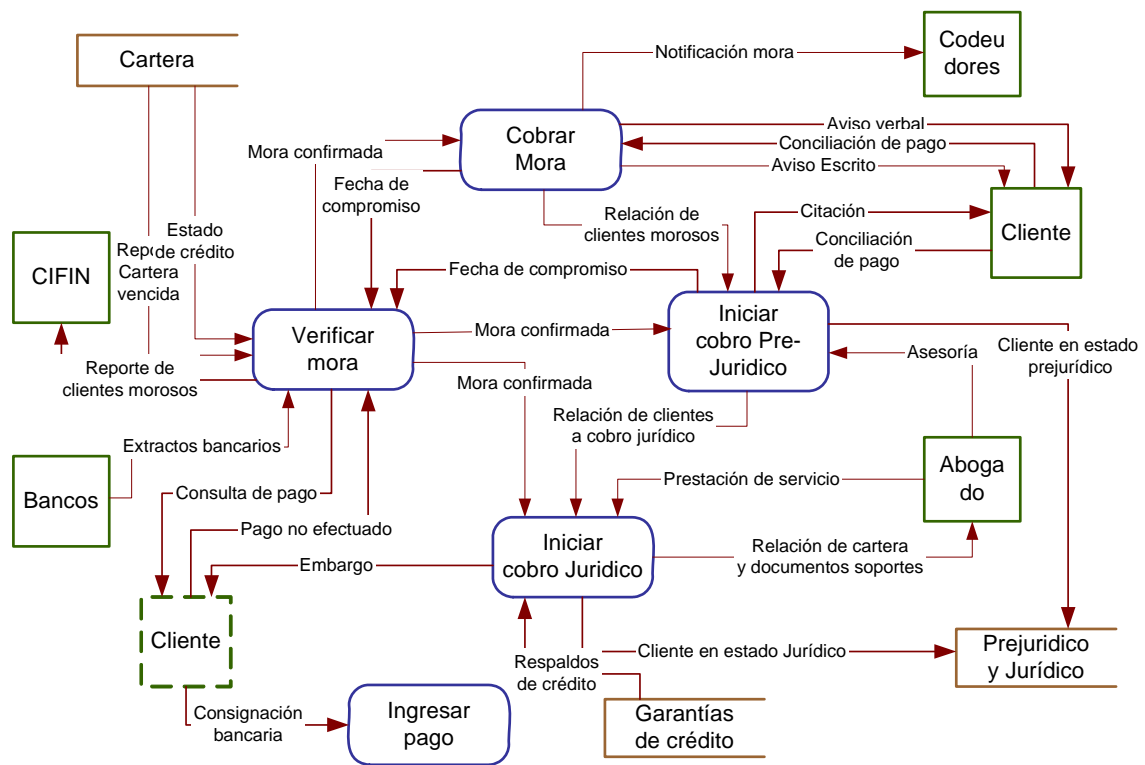 Cartera
Notificación mora
Codeu
dores
Cobrar
Mora
Aviso verbal
Conciliación de pago
Aviso Escrito
Mora confirmada
Fecha de
compromiso
Relación de
clientes morosos
Citación
Conciliación
de pago
Cliente
Estado
de crédito
Cartera
vencida
CIFIN
Fecha de compromiso
Verificar
mora
Mora confirmada
Iniciar
cobro Pre-
Juridico
Asesoría
Cliente en estado
prejurídico
Reporte de
clientes morosos
Mora confirmada
Relación de clientes
a cobro jurídico
Extractos bancarios
Bancos
Consulta de pago
Pago no efectuado
Prestación de servicio
Aboga
do
Iniciar
cobro Juridico
Relación de cartera
y documentos soportes
Embargo
Cliente
Respaldos
de crédito
Cliente en estado Jurídico
Prejuridico
y Jurídico
Consignación
bancaria
Ingresar
pago
Garantías
de crédito